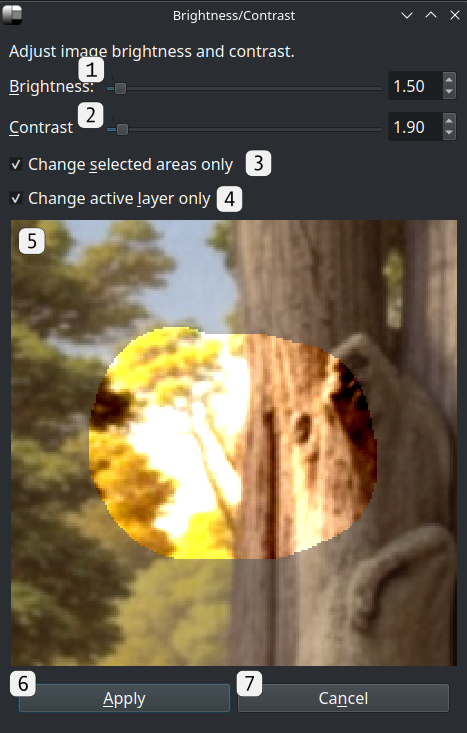 Brightness/Contrast
Adjust image brightness and contrast.
1
Brightness: 1.50
2
Contrast 1.90
Change selected areas only 3
Change active layer only 4
5
6 7
Apply Cancel